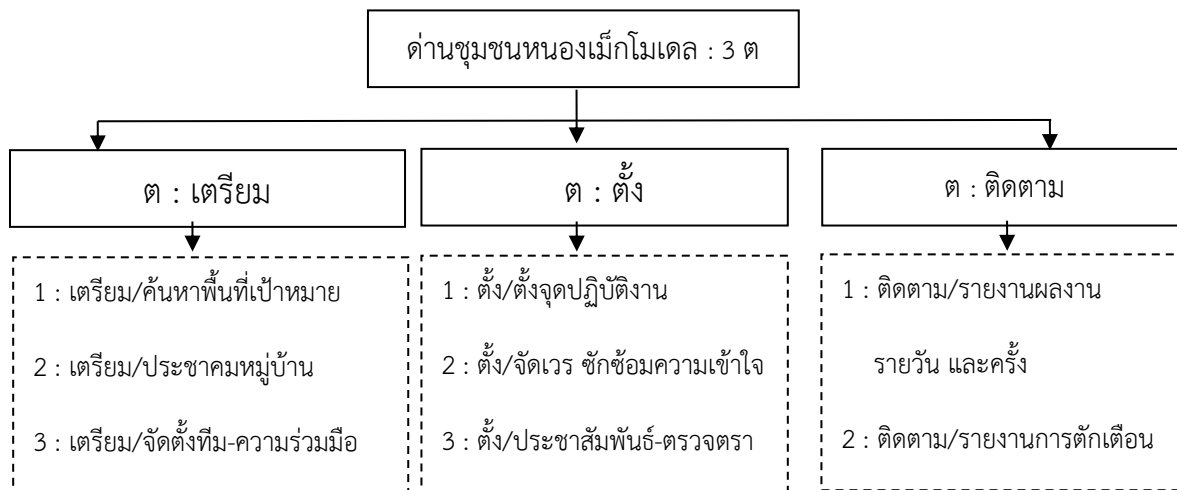 ด่านชุมชนหนองเม็กโมเดล : 3 ต
ต : เตรียม
1 : เตรียม/ค้นหาพื้นที่เป้าหมาย
2 : เตรียม/ประชาคมหมู่บ้าน
3 : เตรียม/จัดตั้งทีม-ความร่วมมือ
ต : ตั้ง
1 : ตั้ง/ตั้งจุดปฏิบัติงาน
2 : ตั้ง/จัดเวร ซักซ้อมความเข้าใจ
3 : ตั้ง/ประชาสัมพันธ์-ตรวจตรา
ต : ติดตาม
1 : ติดตาม/รายงานผลงาน
รายวัน และครั้ง
2 : ติดตาม/รายงานการตักเตือน